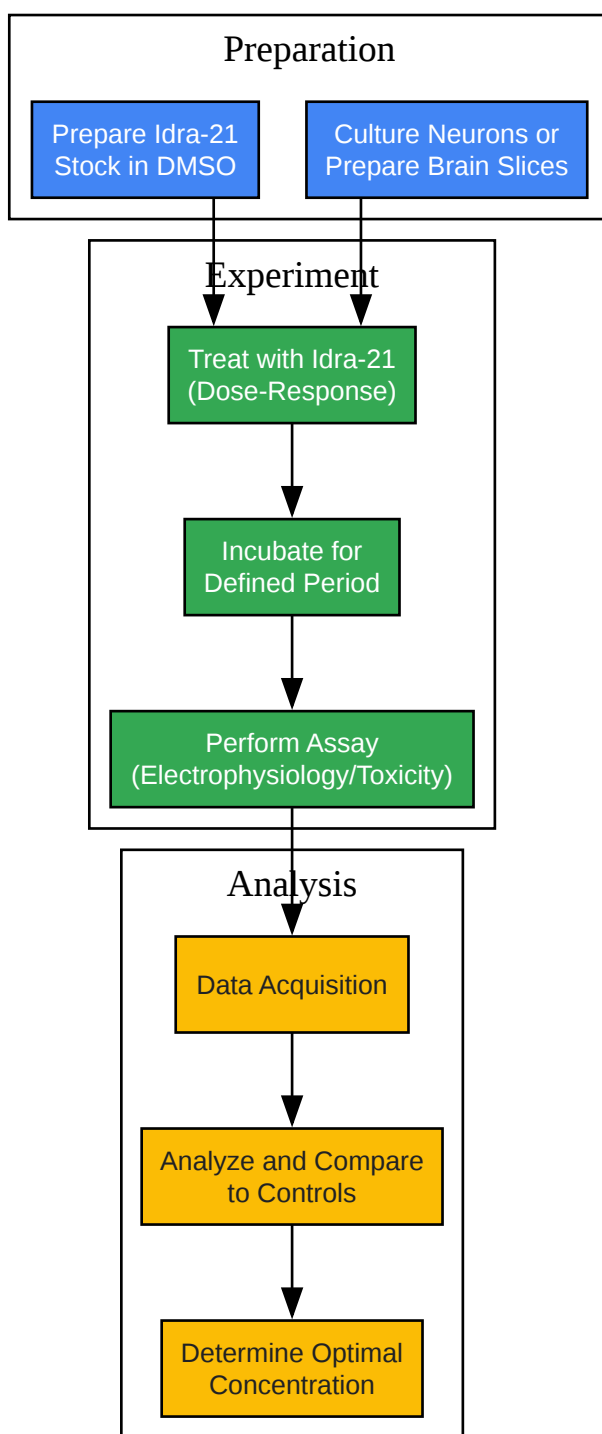 Preparation
Prepare Idra-21
Stock in DMSO
Culture Neurons or
Prepare Brain Slices
Experiment
Treat with Idra-21
(Dose-Response)
Incubate for
Defined Period
Perform Assay
(Electrophysiology/Toxicity)
Analysis
Data Acquisition
Analyze and Compare
to Controls
Determine Optimal
Concentration